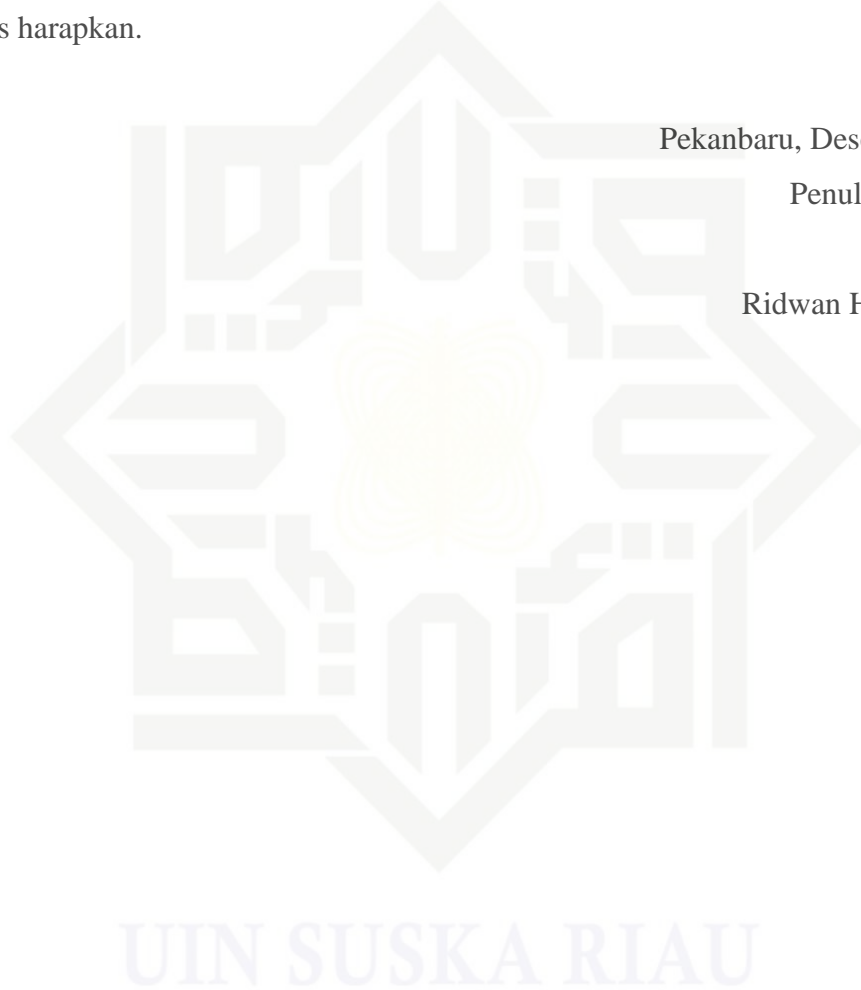 s harapkan.
Pekanbaru, Des
Penul
Ridwan H
UIN SUSKA RIAU